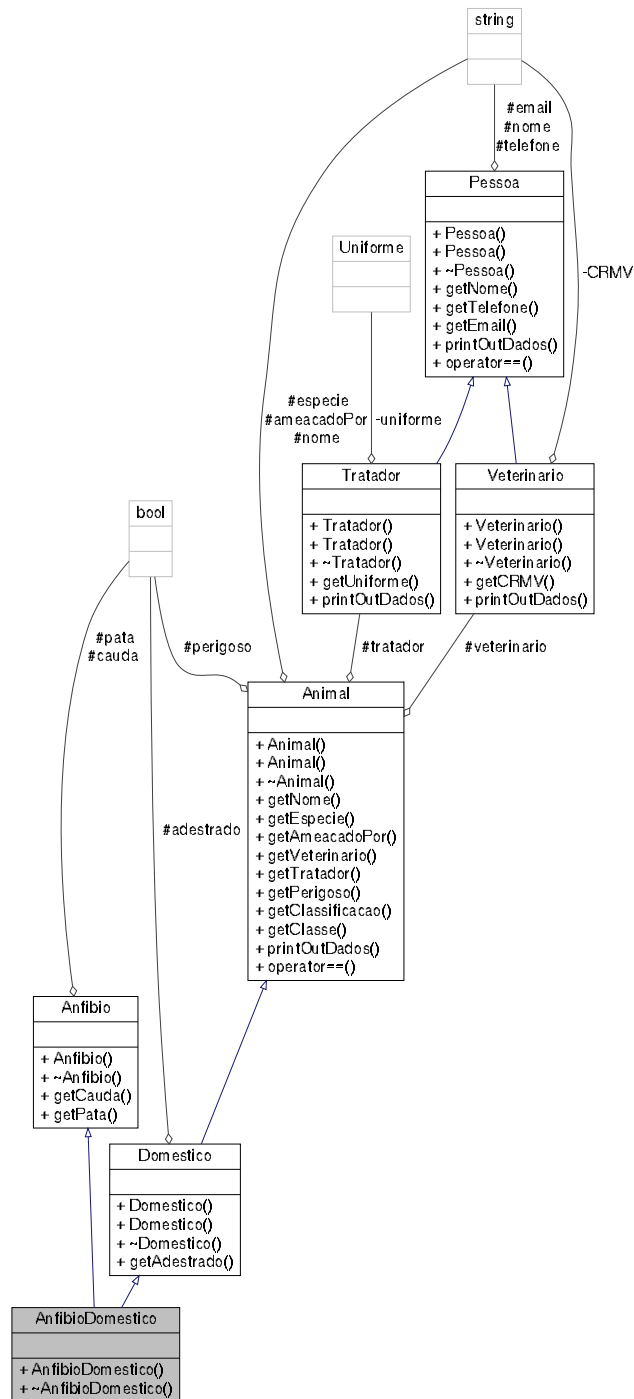 string
#email
#nome
#telefone
Pessoa
+ Pessoa()
+ Pessoa()
+ ~Pessoa()
+ getNome()
+ getTelefone()
+ getEmail()
+ printOutDados()
+ operator==()
Uniforme
-CRMV
#especie
#ameacadoPor
#nome
-uniforme
Tratador
+ Tratador()
+ Tratador()
+ ~Tratador()
+ getUniforme()
+ printOutDados()
Veterinario
+ Veterinario()
+ Veterinario()
+ ~Veterinario()
+ getCRMV()
+ printOutDados()
bool
#pata
#cauda
#perigoso
#tratador
#veterinario
Animal
+ Animal()
+ Animal()
+ ~Animal()
+ getNome()
+ getEspecie()
+ getAmeacadoPor()
+ getVeterinario()
+ getTratador()
+ getPerigoso()
+ getClassificacao()
+ getClasse()
+ printOutDados()
+ operator==()
#adestrado
Anfibio
+ Anfibio()
+ ~Anfibio()
+ getCauda()
+ getPata()
Domestico
+ Domestico()
+ Domestico()
+ ~Domestico()
+ getAdestrado()
AnfibioDomestico
+ AnfibioDomestico()
+ ~AnfibioDomestico()